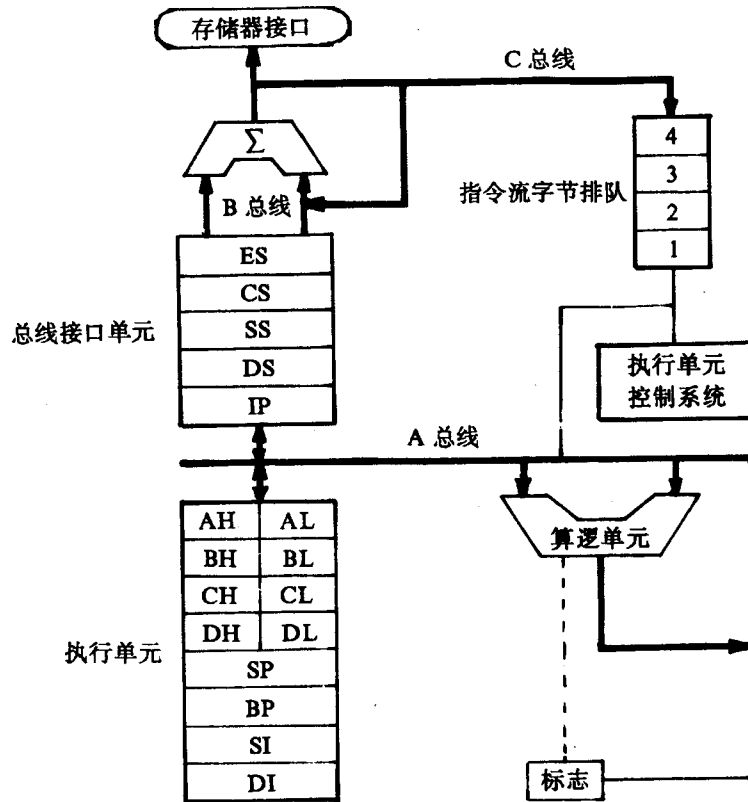 存储器接口
C 总线
Σ
4
3
2
1
指令流字节排队
B 总线
ES
CS
SS
DS
IP
总线接口单元
执行单元
控制系统
A 总线
AH AL
BH BL
CH CL
DH DL
SP
BP
SI
DI
执行单元
算逻单元
标志